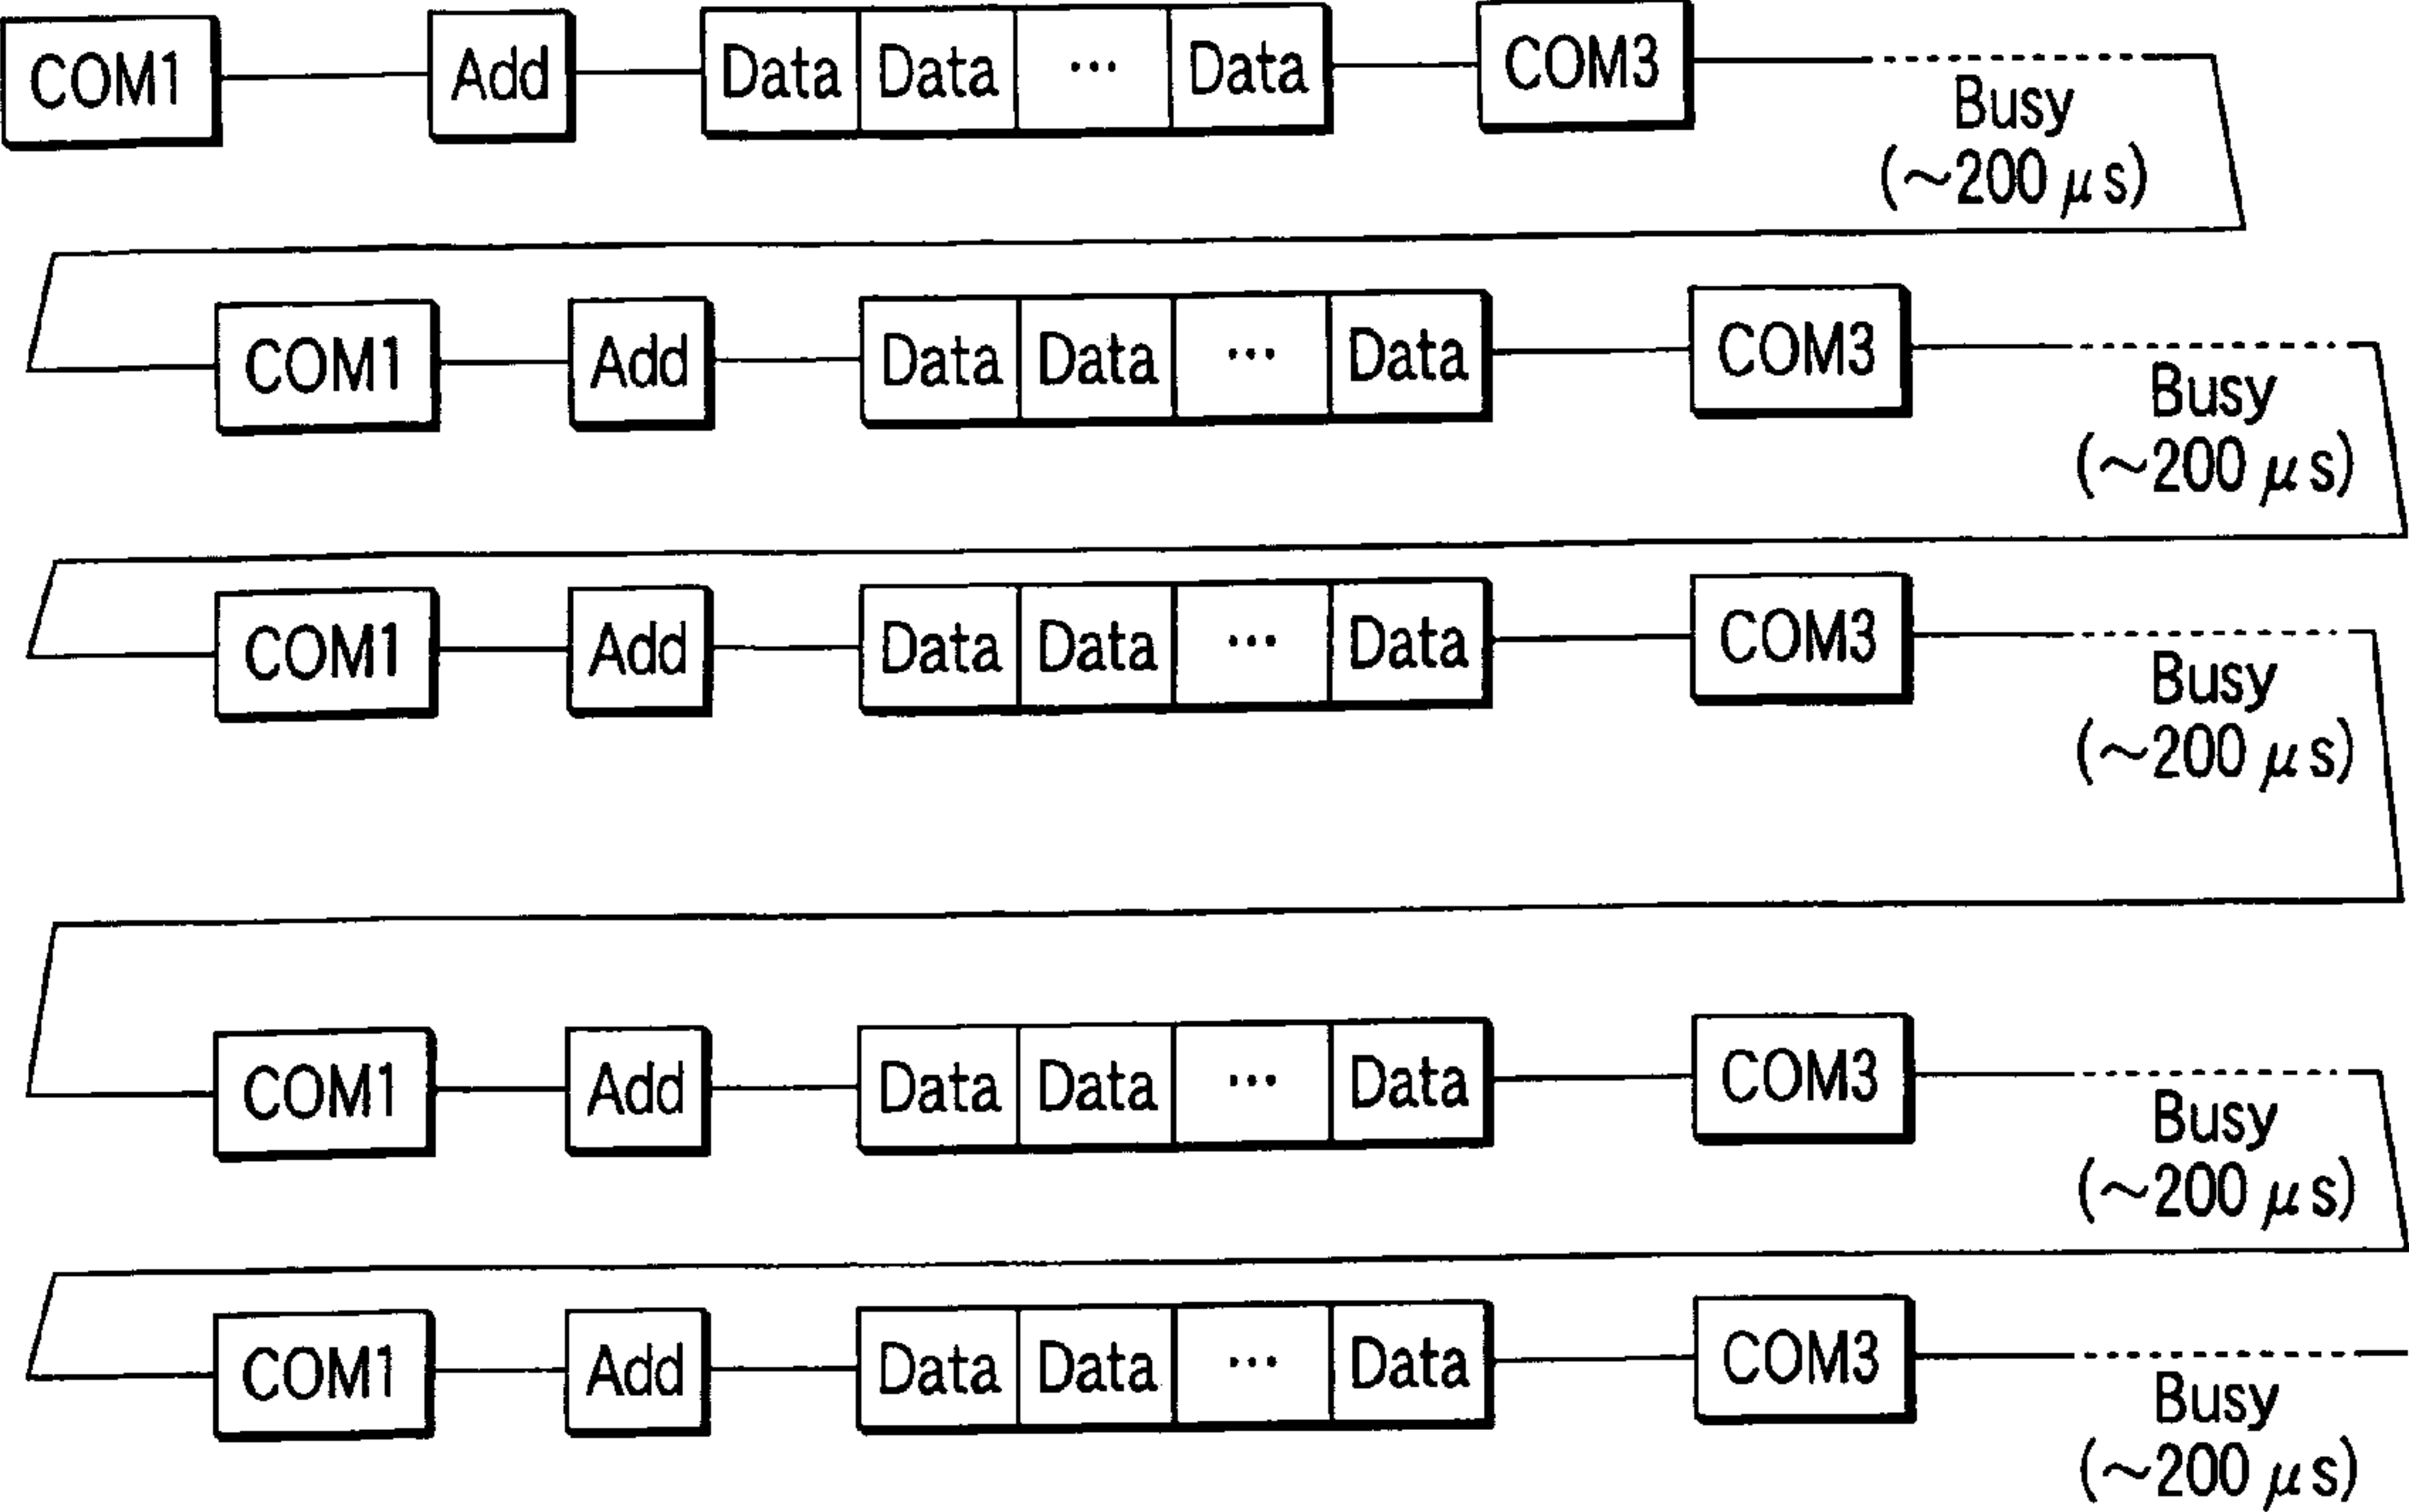 COM1 Add Data Data ... Data COM3
Busy
(~200 μs)
COM1 Add Data Data ... Data COM3
Busy
(~200 μs)
COM1 Add Data Data ... Data COM3
Busy
(~200 μs)
COM1 Add Data Data ... Data COM3
Busy
(~200 μs)
COM1 Add Data Data ... Data COM3
Busy
(~200 μs)